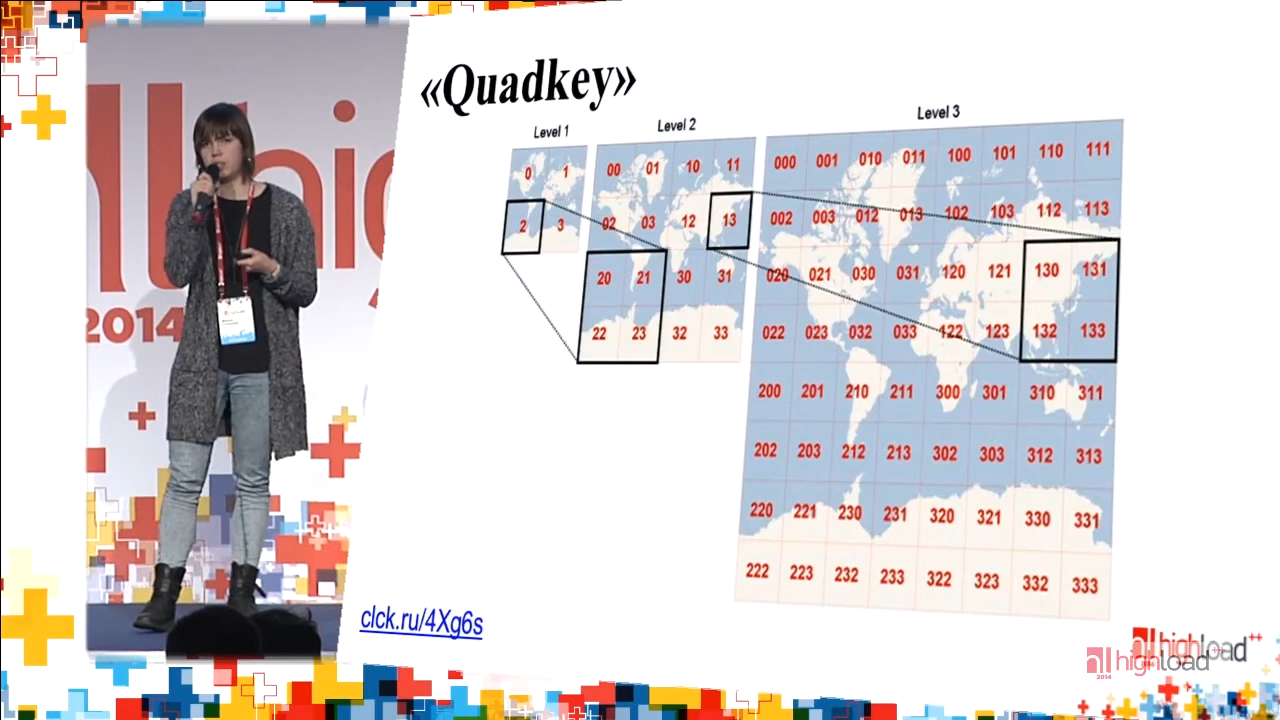 «Quadkey»
Level 1
0 1
2 3
Level 2
00 01 10 11
02 03 12 13
20 21 30 31
22 23 32 33
Level 3
000 001 010 011 100 101 110 111
002 003 012 013 102 103 112 113
020 021 030 031 120 121 130 131
022 023 032 033 122 123 132 133
200 201 210 211 300 301 310 311
202 203 212 213 302 303 312 313
220 221 230 231 320 321 330 331
222 223 232 233 322 323 332 333
clck.ru/4Xg6s
2014
highload++
highload
2014